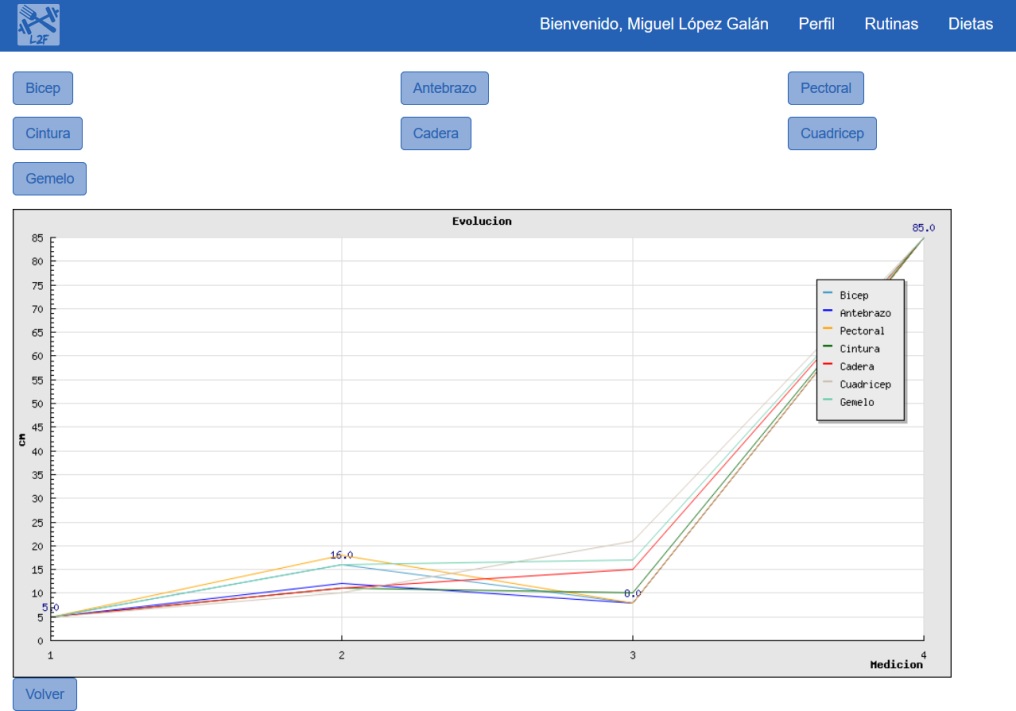 L2F
Bienvenido, Miguel López Galán Perfil Rutinas Dietas
Bicep Antebrazo Pectoral
Cintura Cadera Cuadricep
Gemelo
Evolucion
85.0
85
80
75
70
65
60
55
50
45
40
35
30
25
20
15
10
5
0
cm
5.0
16.0
8.0
Bicep
Antebrazo
Pectoral
Cintura
Cadera
Cuadricep
Gemelo
1 2 3 4
Medicion
Volver